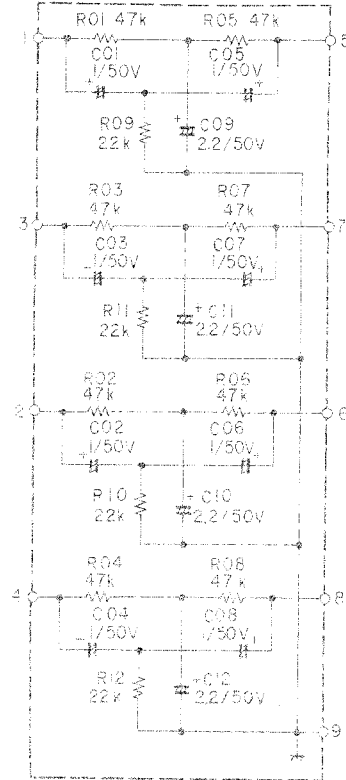 R01 47k R05 47k
1 C01 C05 5
1/50V 1/50V
+ +
R09 + C09
22k 2.2/50V
R03 R07
47k 47k
3 C03 C07 7
1/50V 1/50V
- +
R11 + C11
22k 2.2/50V
R02 R06
47k 47k
2 C02 C06 6
1/50V 1/50V
+ +
R10 + C10
22k 2.2/50V
R04 R08
47k 47k
4 C04 C08 8
1/50V 1/50V
- +
R12 + C12
22k 2.2/50V
9